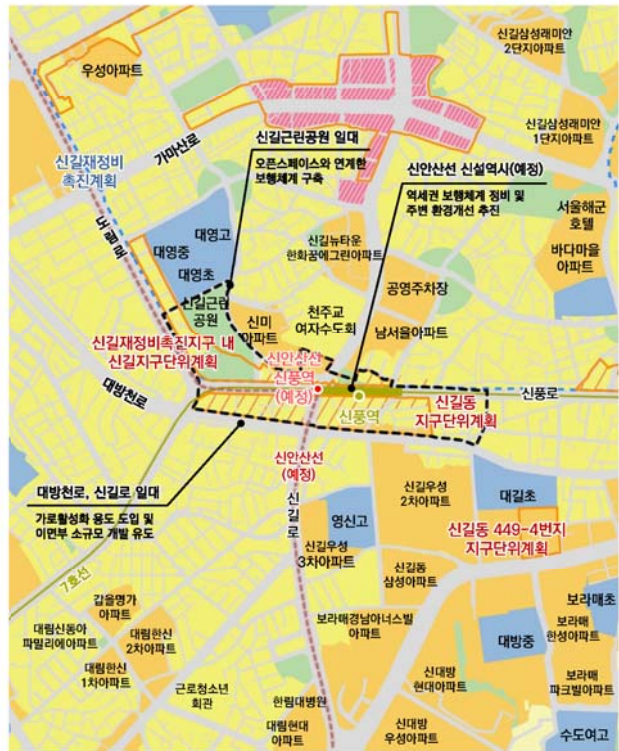 우성아파트
신길삼성래미안
2단지아파트
가마산로
신길근린공원 일대
오픈스페이스와 연계한
보행체계 구축
신길삼성래미안
1단지아파트
신길재정비
촉진계획
신안산선 신설역사(예정)
역세권 보행체계 정비 및
주변 환경개선 추진
서울해군
호텔
도림로
대영고
대영중
대영초
신길뉴타운
한화꿈에그린아파트
바다마을
아파트
공영주차장
신길근린
공원
신미
아파트
천주교
여자수도회
남서울아파트
신길재정비촉진지구 내
신길지구단위계획
신안산선
신풍역
(예정)
대방천로
신풍역
신길동
지구단위계획
신풍로
신안산선
(예정)
대방천로, 신길로 일대
가로활성화 용도 도입 및
이면부 소규모 개발 유도
신길로
신길우성
2차아파트
대길초
영신고
신길동 449-4번지
지구단위계획
신길우성
3차아파트
신길동
삼성아파트
7호선
갑을명가
아파트
보라매초
대림신동아
파밀리에아파트
대림한신
2차아파트
보라매경남아너스빌
아파트
대방중
보라매
한성아파트
대림한신
1차아파트
신대방
현대아파트
보라매
파크빌아파트
근로청소년
회관
한림대병원
대림현대
아파트
신대방
우성아파트
수도여고